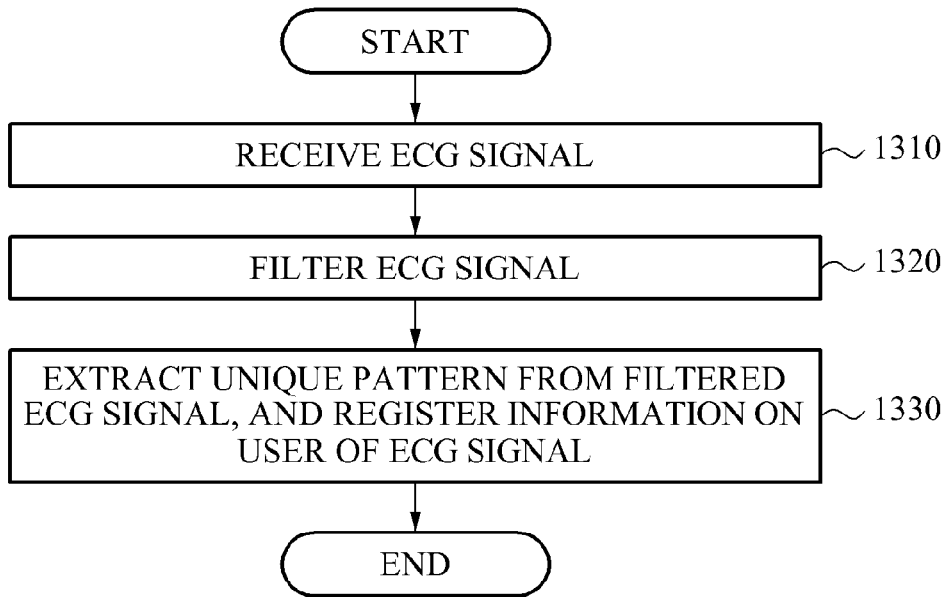 START
RECEIVE ECG SIGNAL
1310
FILTER ECG SIGNAL
1320
EXTRACT UNIQUE PATTERN FROM FILTERED
ECG SIGNAL, AND REGISTER INFORMATION ON
USER OF ECG SIGNAL
1330
END